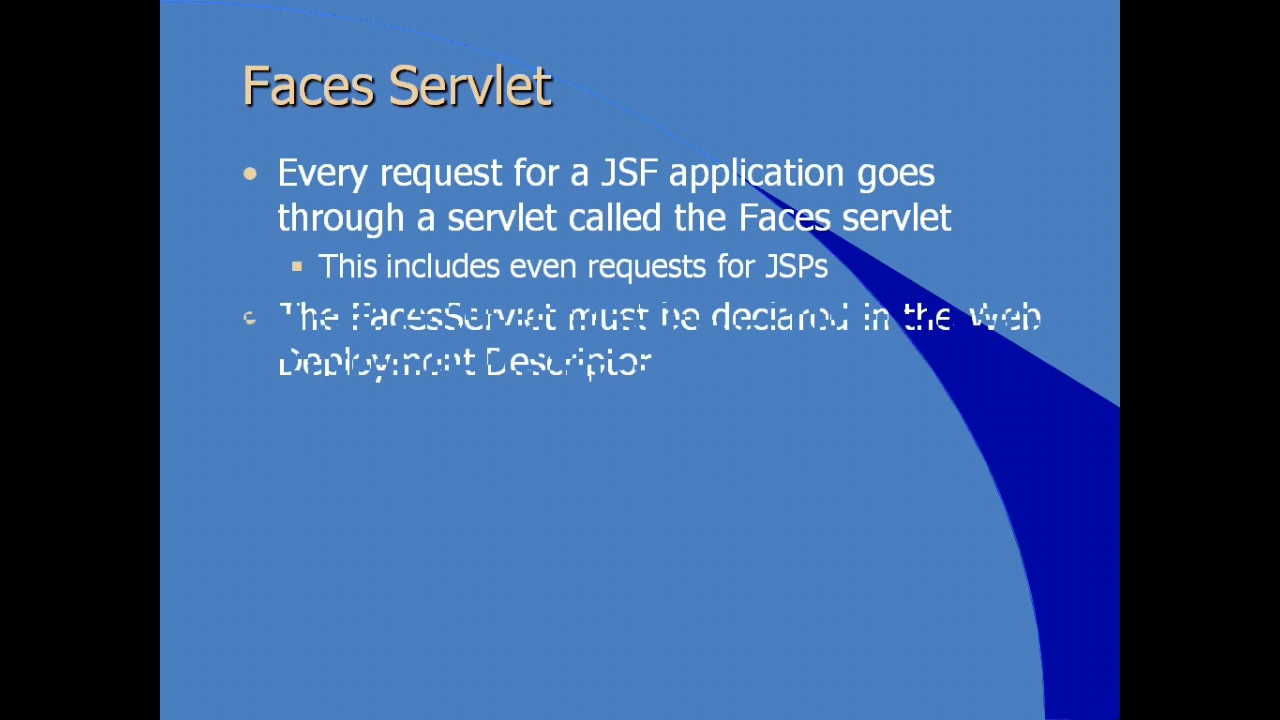 Faces Servlet
Every request for a JSF application goes
through a servlet called the Faces servlet
This includes even requests for JSPs
The FacesServlet must be declared in the Web
Deployment Descriptor